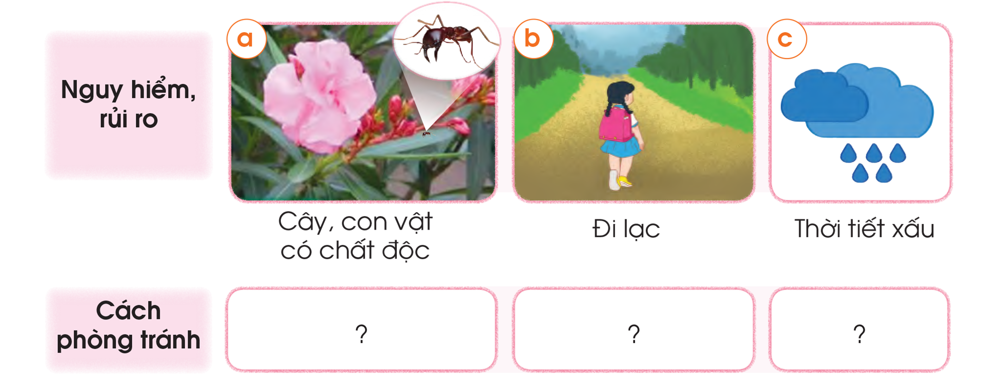 a
b
c
Nguy hiểm,
rủi ro
Cây, con vật
có chất độc
Đi lạc
Thời tiết xấu
Cách
phòng tránh
?
?
?